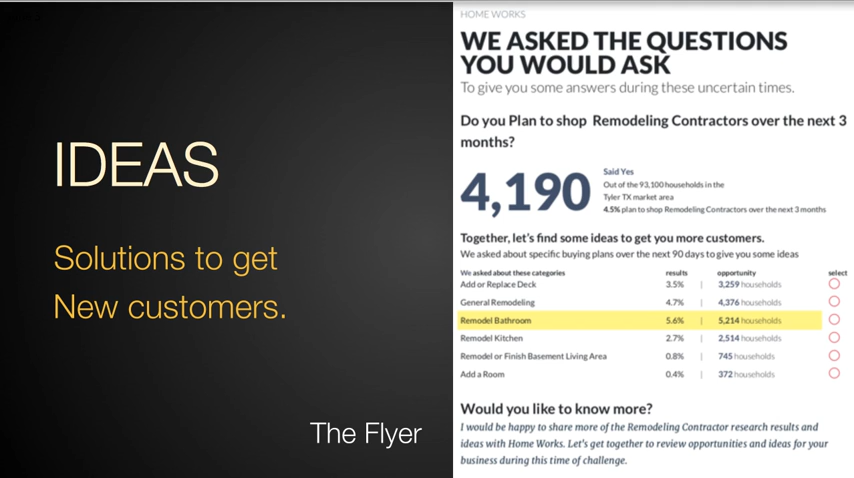 IDEAS
Solutions to get
New customers.
The Flyer
HOME WORKS
WE ASKED THE QUESTIONS
YOU WOULD ASK
To give you some answers during these uncertain times.
Do you Plan to shop Remodeling Contractors over the next 3
months?
4,190
Said Yes
Out of the 93,100 households in the
Tyler TX market area
4.5% plan to shop Remodeling Contractors over the next 3 months
Together, let's find some ideas to get you more customers.
We asked about specific buying plans over the next 90 days to give you some ideas
We asked about these categories results opportunity select
Add or Replace Deck 3.5% | 3,259 households
General Remodeling 4.7% | 4,376 households
Remodel Bathroom 5.6% | 5,214 households
Remodel Kitchen 2.7% | 2,514 households
Remodel or Finish Basement Living Area 0.8% | 745 households
Add a Room 0.4% | 372 households
Would you like to know more?
I would be happy to share more of the Remodeling Contractor research results and
ideas with Home Works. Let's get together to review opportunities and ideas for your
business during this time of challenge.